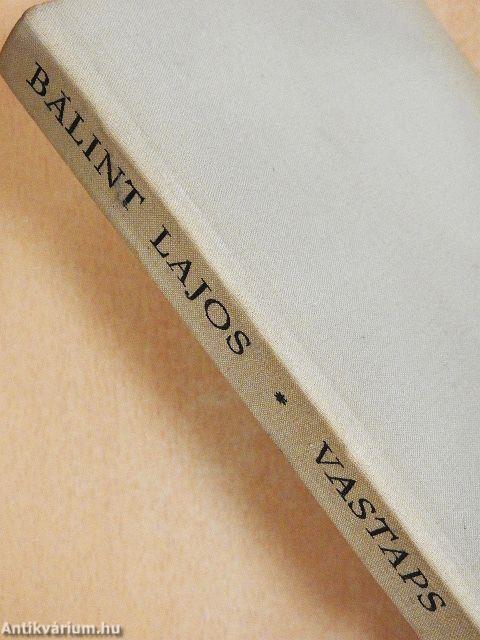 BÁLINT LAJOS * VASTAPS
Antikvárium.hu